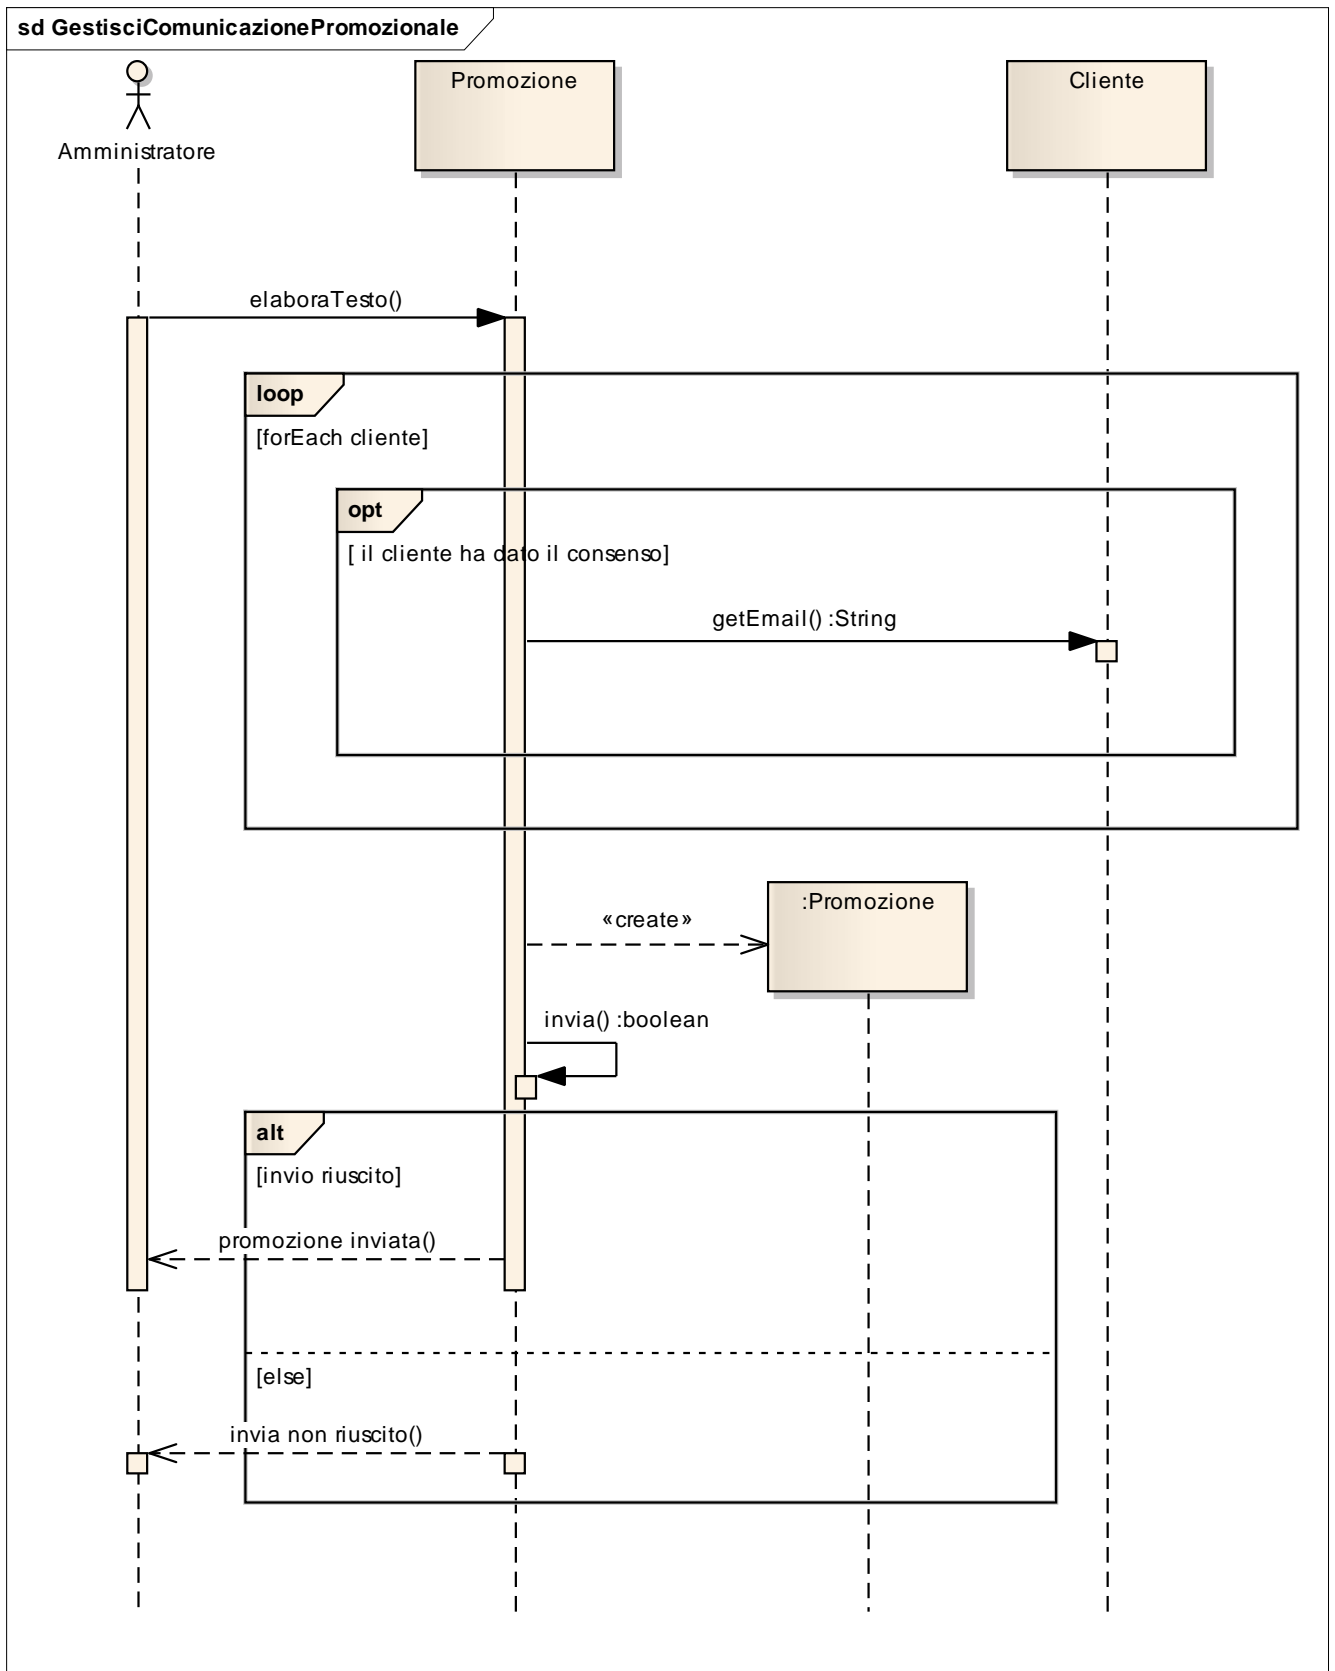 sd GestisciComunicazionePromozionale
Amministratore
Promozione
Cliente
elaboraTesto()
loop
[forEach cliente]
opt
[ il cliente ha dato il consenso]
getEmail() :String
:Promozione
«create»
invia() :boolean
alt
[invio riuscito]
promozione inviata()
[else]
invia non riuscito()